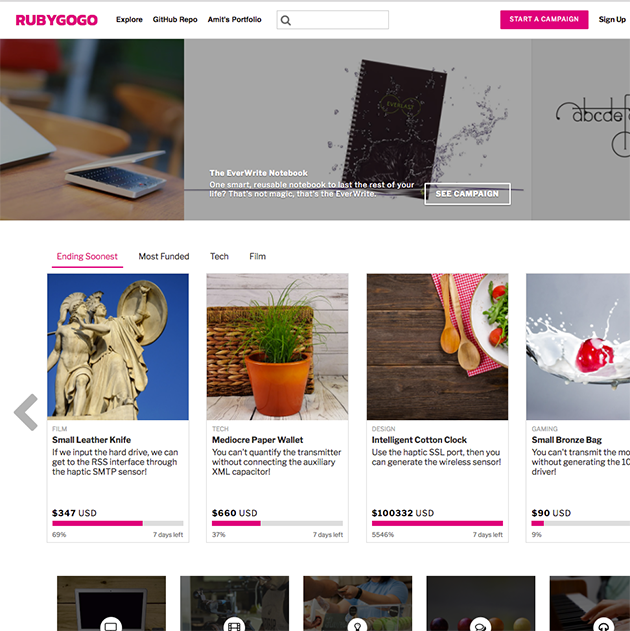 RUBYGOGO
Explore
GitHub Repo
Amit's Portfolio
START A CAMPAIGN
Sign Up
EVERLAST
abcde
The EverWrite Notebook
One smart, reusable notebook to last the rest of your
life? That's not magic, that's the EverWrite.
SEE CAMPAIGN
Ending Soonest
Most Funded
Tech
Film
FILM
Small Leather Knife
If we input the hard drive, we can
get to the RSS interface through
the haptic SMTP sensor!
$347 USD
69%
7 days left
TECH
Mediocre Paper Wallet
You can't quantify the transmitter
without connecting the auxiliary
XML capacitor!
$660 USD
37%
7 days left
DESIGN
Intelligent Cotton Clock
Use the haptic SSL port, then you
can generate the wireless sensor!
$100332 USD
5546%
7 days left
GAMING
Small Bronze Bag
You can't transmit the mo
without generating the 10
driver!
$90 USD
9%